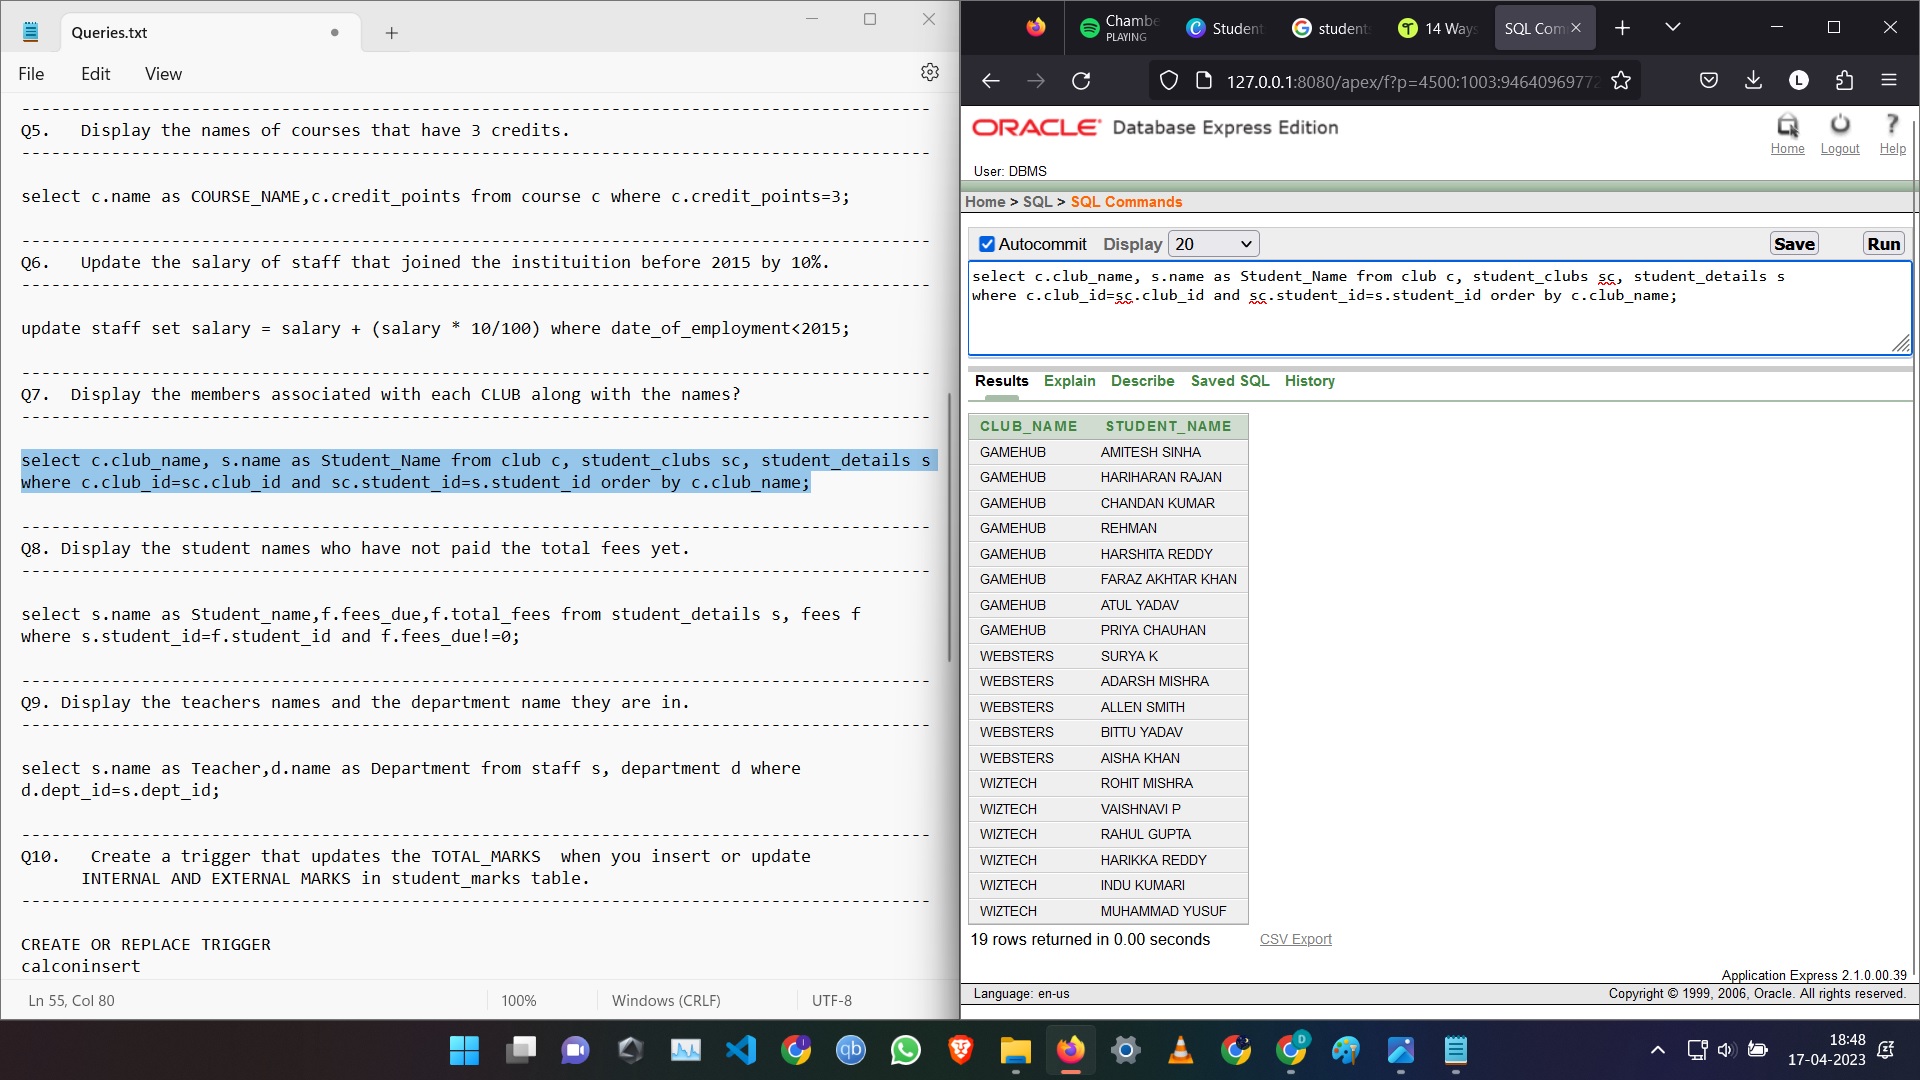 Queries.txt
File Edit View
--------------------------------------------------------------------------------------------
Q5.   Display the names of courses that have 3 credits.
--------------------------------------------------------------------------------------------
select c.name as COURSE_NAME,c.credit_points from course c where c.credit_points=3;
--------------------------------------------------------------------------------------------
Q6.   Update the salary of staff that joined the instituition before 2015 by 10%.
--------------------------------------------------------------------------------------------
update staff set salary = salary + (salary * 10/100) where date_of_employment<2015;
--------------------------------------------------------------------------------------------
Q7.  Display the members associated with each CLUB along with the names?
--------------------------------------------------------------------------------------------
select c.club_name, s.name as Student_Name from club c, student_clubs sc, student_details s
where c.club_id=sc.club_id and sc.student_id=s.student_id order by c.club_name;
--------------------------------------------------------------------------------------------
Q8. Display the student names who have not paid the total fees yet.
--------------------------------------------------------------------------------------------
select s.name as Student_name,f.fees_due,f.total_fees from student_details s, fees f
where s.student_id=f.student_id and f.fees_due!=0;
--------------------------------------------------------------------------------------------
Q9. Display the teachers names and the department name they are in.
--------------------------------------------------------------------------------------------
select s.name as Teacher,d.name as Department from staff s, department d where
d.dept_id=s.dept_id;
--------------------------------------------------------------------------------------------
Q10.   Create a trigger that updates the TOTAL_MARKS  when you insert or update
INTERNAL AND EXTERNAL MARKS in student_marks table.
--------------------------------------------------------------------------------------------
CREATE OR REPLACE TRIGGER
calconinsert
Ln 55, Col 80 100% Windows (CRLF) UTF-8
Chambe PLAYING Student student 14 Ways SQL Com
127.0.0.1:8080/apex/f?p=4500:1003:94640969772
ORACLE Database Express Edition
Home Logout Help
User: DBMS
Home > SQL > SQL Commands
Autocommit Display 20 Save Run
select c.club_name, s.name as Student_Name from club c, student_clubs sc, student_details s
where c.club_id=sc.club_id and sc.student_id=s.student_id order by c.club_name;
Results Explain Describe Saved SQL History
CLUB_NAME STUDENT_NAME
GAMEHUB AMITESH SINHA
GAMEHUB HARIHARAN RAJAN
GAMEHUB CHANDAN KUMAR
GAMEHUB REHMAN
GAMEHUB HARSHITA REDDY
GAMEHUB FARAZ AKHTAR KHAN
GAMEHUB ATUL YADAV
GAMEHUB PRIYA CHAUHAN
WEBSTERS SURYA K
WEBSTERS ADARSH MISHRA
WEBSTERS ALLEN SMITH
WEBSTERS BITTU YADAV
WEBSTERS AISHA KHAN
WIZTECH ROHIT MISHRA
WIZTECH VAISHNAVI P
WIZTECH RAHUL GUPTA
WIZTECH HARIKKA REDDY
WIZTECH INDU KUMARI
WIZTECH MUHAMMAD YUSUF
19 rows returned in 0.00 seconds CSV Export
Application Express 2.1.0.00.39
Language: en-us Copyright © 1999, 2006, Oracle. All rights reserved.
18:48
17-04-2023